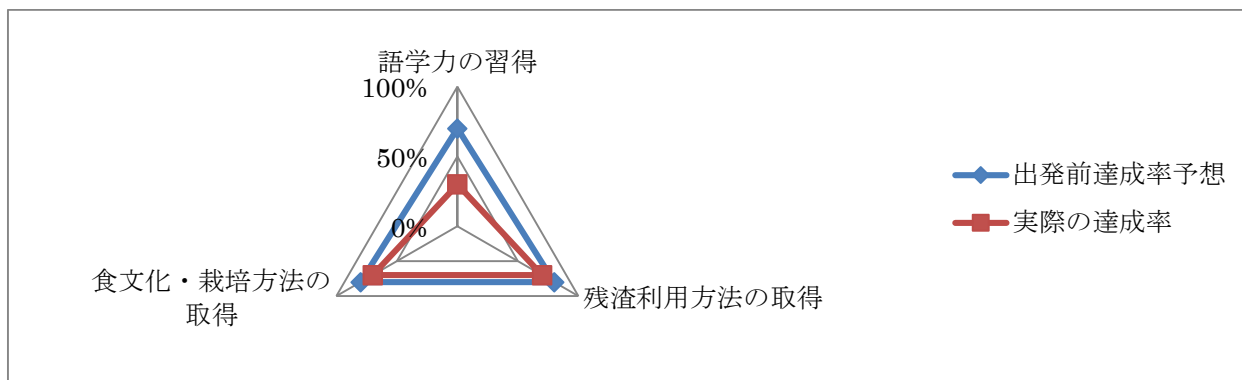 語学力の習得
100%
50%
0%
食文化・栽培方法の
取得
残渣利用方法の取得
出発前達成率予想
実際の達成率